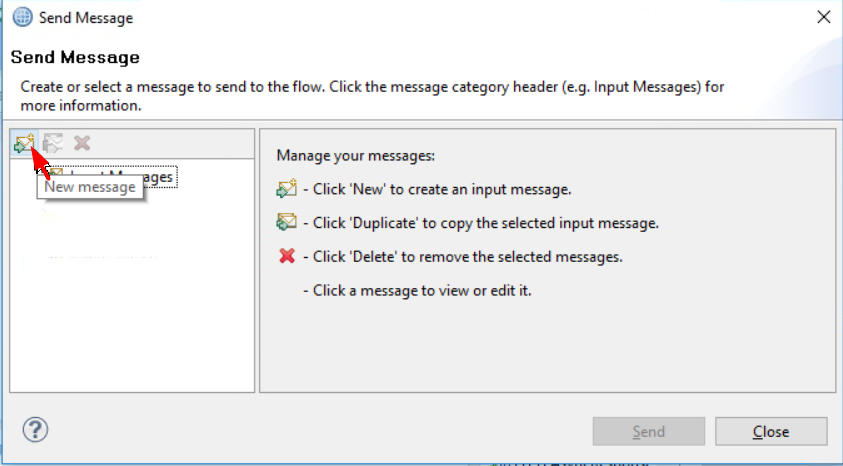 Send Message
Send Message
Create or select a message to send to the flow. Click the message category header (e.g. Input Messages) for
more information.
Manage your messages:
ages
New message
- Click 'New' to create an input message.
- Click 'Duplicate' to copy the selected input message.
- Click 'Delete' to remove the selected messages.
- Click a message to view or edit it.
?
Send
Close